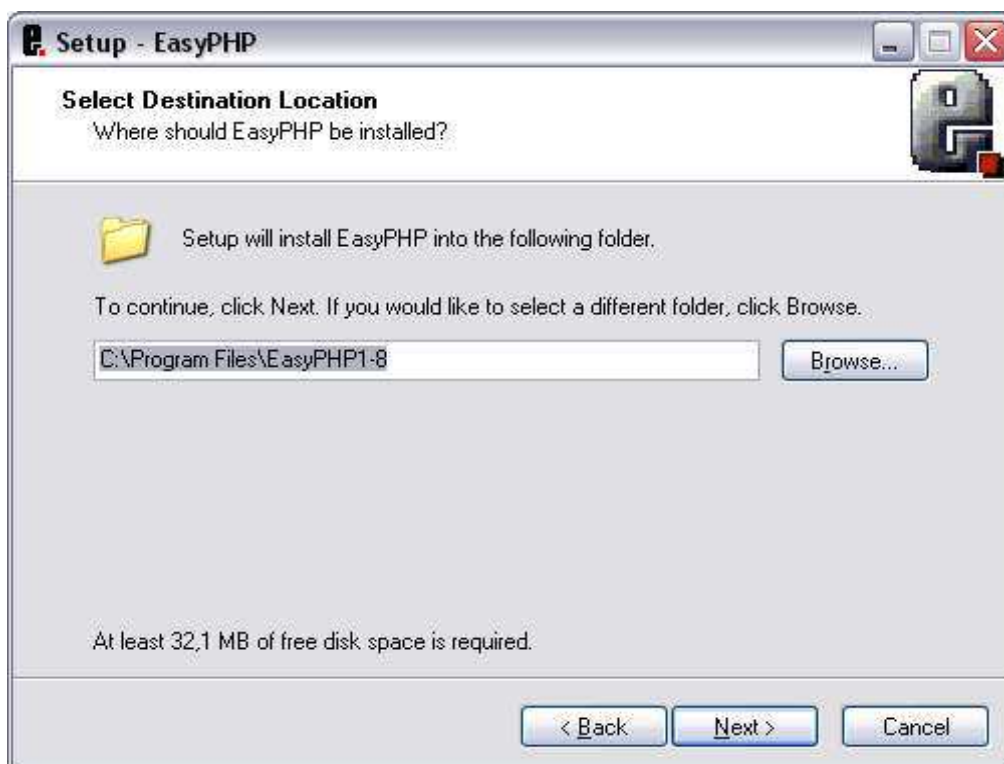 Setup - EasyPHP
Select Destination Location
Where should EasyPHP be installed?
Setup will install EasyPHP into the following folder.
To continue, click Next. If you would like to select a different folder, click Browse.
C:\Program Files\EasyPHP1-8
Browse...
At least 32,1 MB of free disk space is required.
< Back Next > Cancel